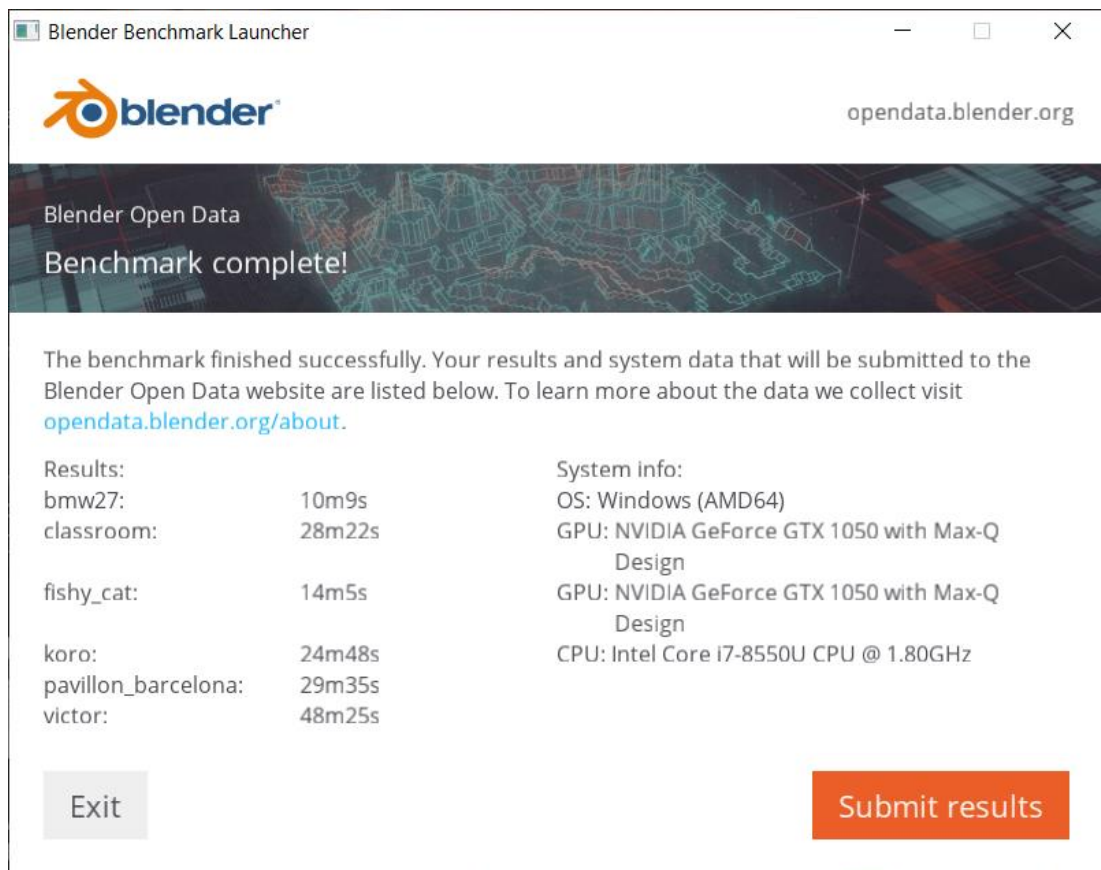 Blender Benchmark Launcher
blender
opendata.blender.org
Blender Open Data
Benchmark complete!
The benchmark finished successfully. Your results and system data that will be submitted to the
Blender Open Data website are listed below. To learn more about the data we collect visit
opendata.blender.org/about.
Results:
bmw27: 10m9s
classroom: 28m22s
fishy_cat: 14m5s
koro: 24m48s
pavillon_barcelona: 29m35s
victor: 48m25s
System info:
OS: Windows (AMD64)
GPU: NVIDIA GeForce GTX 1050 with Max-Q
Design
GPU: NVIDIA GeForce GTX 1050 with Max-Q
Design
CPU: Intel Core i7-8550U CPU @ 1.80GHz
Exit
Submit results